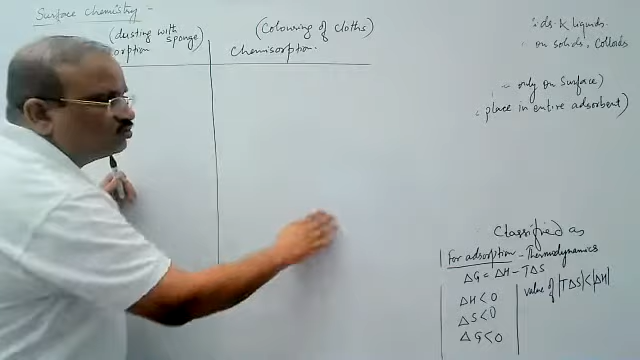 Surface Chemistry -
(dusting with sponge)
orption
(Colouring of cloths)
Chemisorption.
ds & liquids.
on solids, Colloids
- only on Surface)
place in entire adsorbent)
Classified as
For adsorption - Thermodynamics
ΔG = ΔH - TΔS
ΔH < 0
ΔS < 0
ΔG < 0
value of |TΔS| < |ΔH|